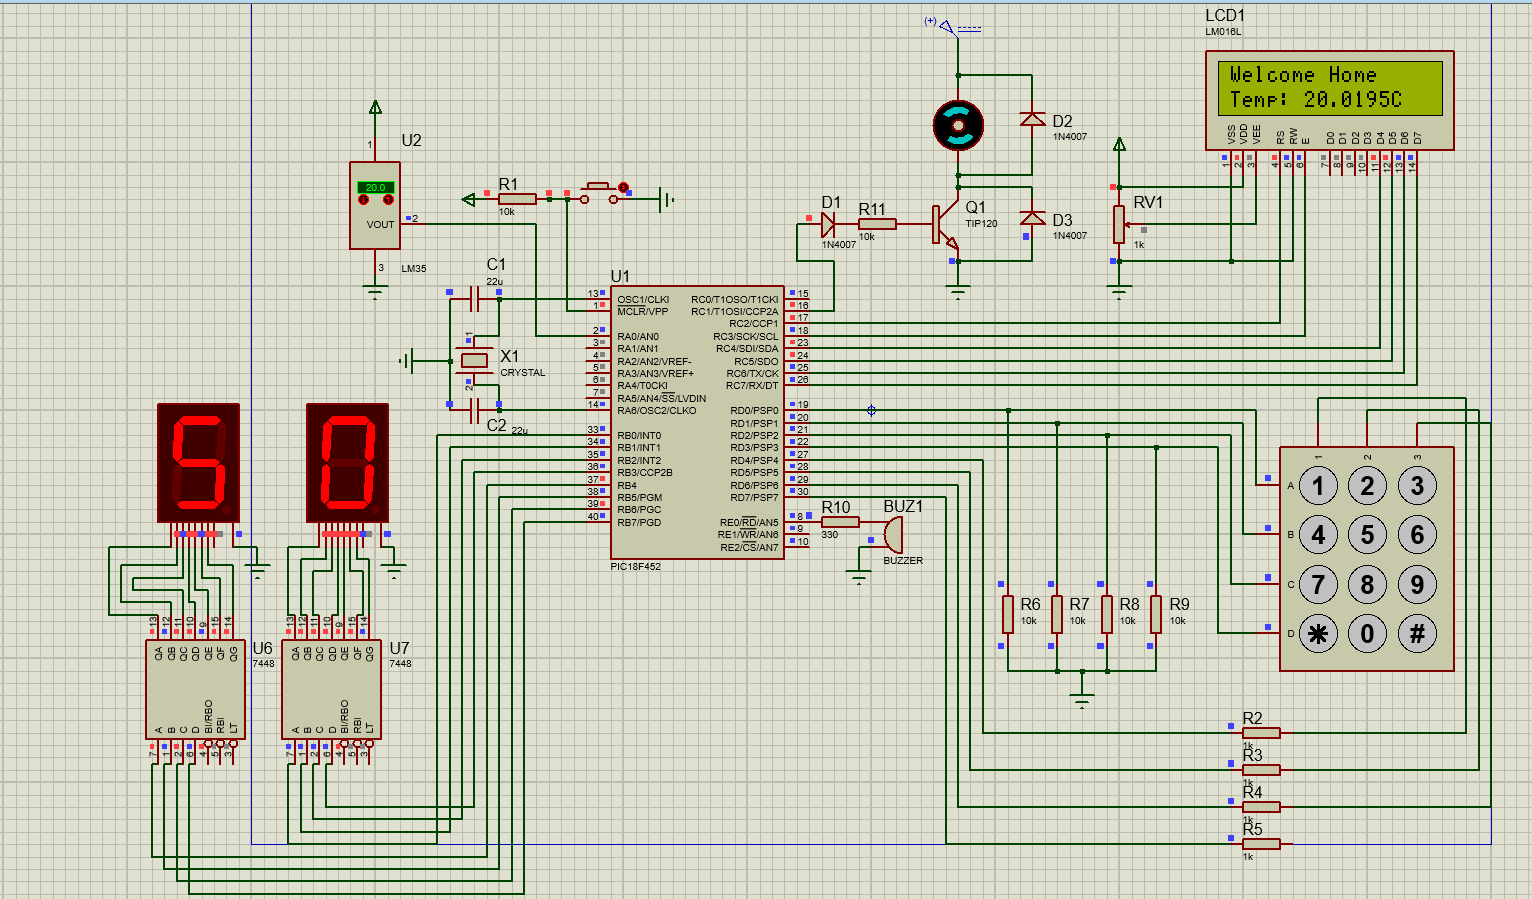 LCD1
LM016L
Welcome Home
Temp: 20.0195C
VSS VDD VEE RS RW E D0 D1 D2 D3 D4 D5 D6 D7
1 2 3 4 5 6 7 8 9 10 11 12 13 14
(+)
D2
1N4007
U2
1
20.0
VOUT
2
3
LM35
R1
10k
D1
1N4007
R11
10k
Q1
TIP120
D3
1N4007
RV1
1k
C1
22u
X1
CRYSTAL
1
2
C2
22u
U1
13 OSC1/CLKI
1 MCLR/VPP
2 RA0/AN0
3 RA1/AN1
4 RA2/AN2/VREF-
5 RA3/AN3/VREF+
6 RA4/T0CKI
7 RA5/AN4/SS/LVDIN
14 RA6/OSC2/CLKO
33 RB0/INT0
34 RB1/INT1
35 RB2/INT2
36 RB3/CCP2B
37 RB4
38 RB5/PGM
39 RB6/PGC
40 RB7/PGD
RC0/T1OSO/T1CKI 15
RC1/T1OSI/CCP2A 16
RC2/CCP1 17
RC3/SCK/SCL 18
RC4/SDI/SDA 23
RC5/SDO 24
RC6/TX/CK 25
RC7/RX/DT 26
RD0/PSP0 19
RD1/PSP1 20
RD2/PSP2 21
RD3/PSP3 22
RD4/PSP4 27
RD5/PSP5 28
RD6/PSP6 29
RD7/PSP7 30
RE0/RD/AN5 8
RE1/WR/AN6 9
RE2/CS/AN7 10
PIC18F452
R10
330
BUZ1
BUZZER
5 0
13 12 11 10 9 15 14
QA QB QC QD QE QF QG
A B C D BI/RBO RBI LT
7 1 2 6 4 5 3
U6
7448
13 12 11 10 9 15 14
QA QB QC QD QE QF QG
A B C D BI/RBO RBI LT
7 1 2 6 4 5 3
U7
7448
R6
10k
R7
10k
R8
10k
R9
10k
1 2 3
A 1 2 3
B 4 5 6
C 7 8 9
D * 0 #
R2
1k
R3
1k
R4
1k
R5
1k